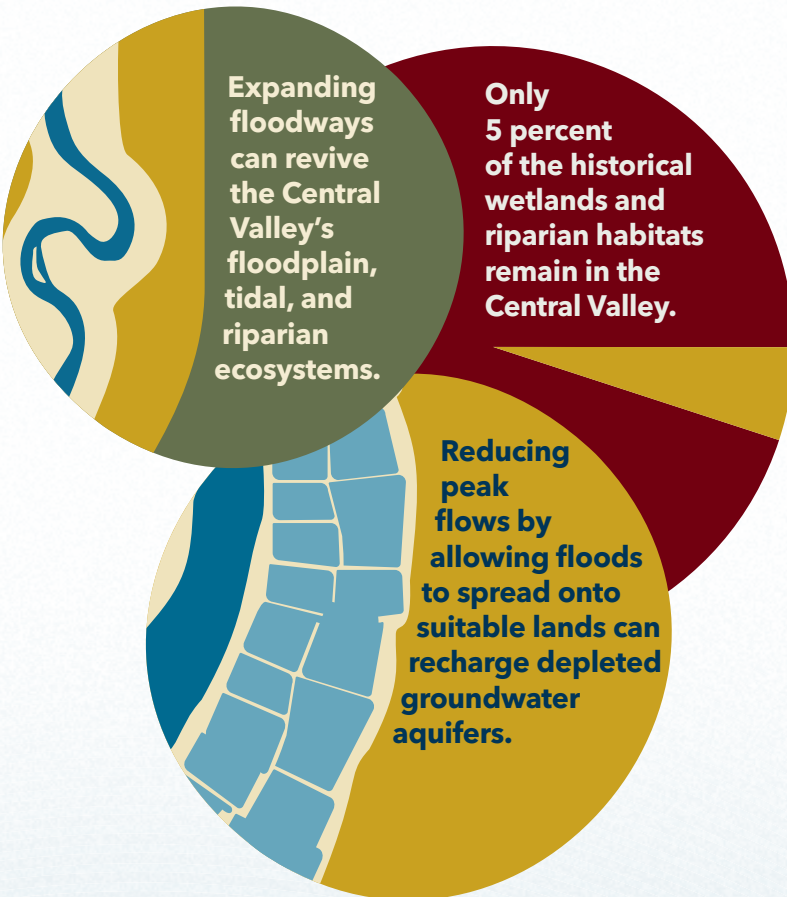 Expanding
floodways
can revive
the Central
Valley’s
floodplain,
tidal, and
riparian
ecosystems.
Only
5 percent
of the historical
wetlands and
riparian habitats
remain in the
Central Valley.
Reducing
peak
flows by
allowing floods
to spread onto
suitable lands can
recharge depleted
groundwater
aquifers.